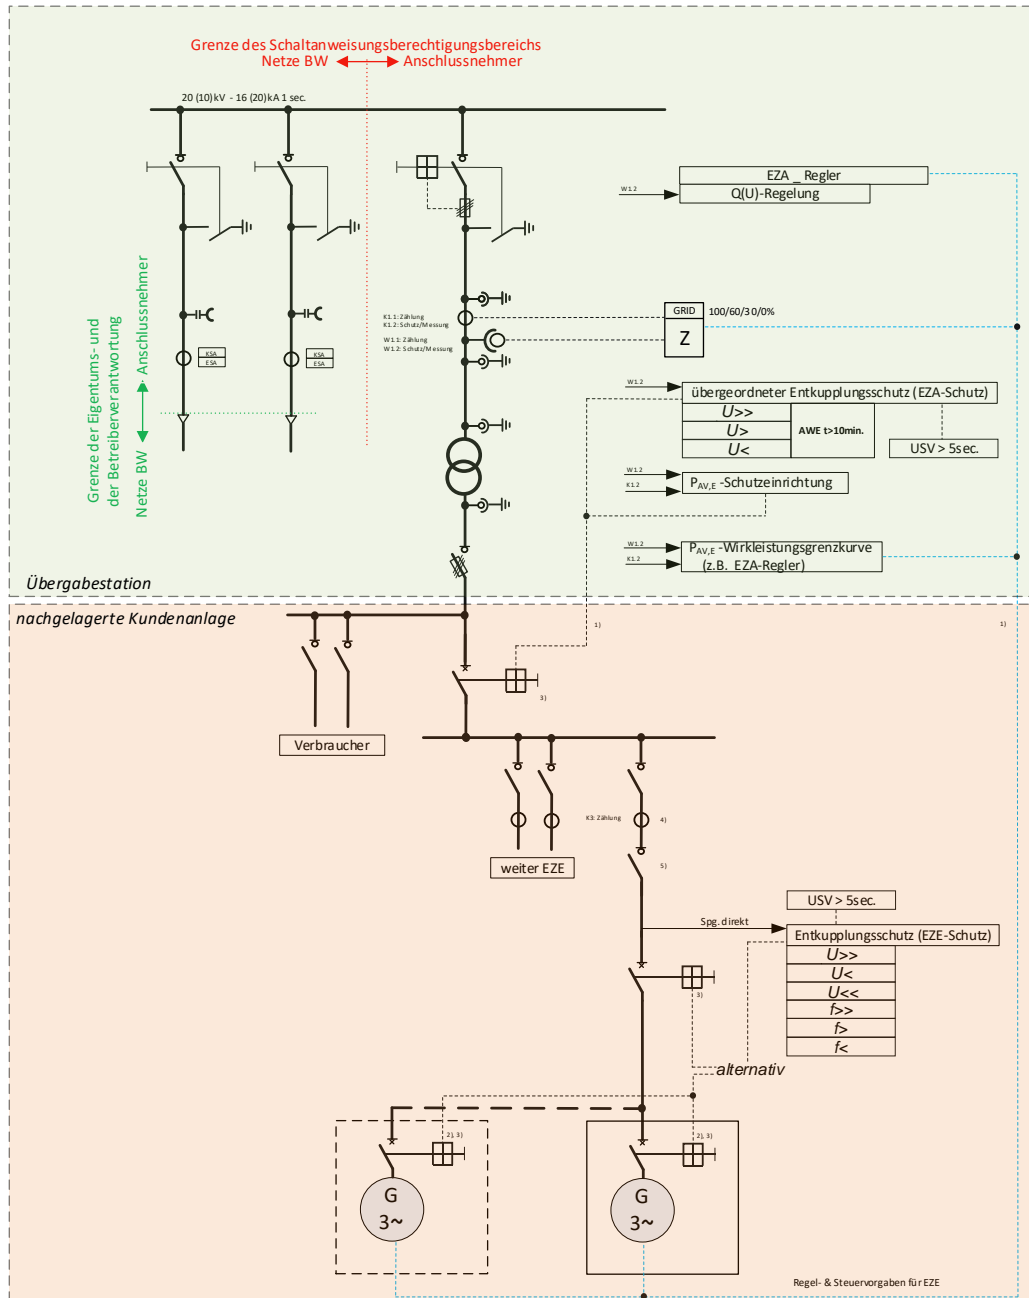 Grenze des Schaltanweisungsberechtigungsbereichs
Netze BW
Anschlussnehmer
20 (10)kV - 16 (20)kA 1 sec.
EZA _ Regler
W1.2
Q(U)-Regelung
Grenze der Eigentums- und
der Betreiberverantwortung
Netze BW
Anschlussnehmer
KSA
ESA
KSA
ESA
K1.1: Zählung
K1.2: Schutz/Messung
W1.1: Zählung
W1.2: Schutz/Messung
GRID
Z
100/60/30/0%
W1.2
übergeordneter Entkupplungsschutz (EZA-Schutz)
U>>
U>
U<
AWE t>10min.
USV > 5sec.
W1.2
K1.2
PAV,E -Schutzeinrichtung
W1.2
K1.2
PAV,E -Wirkleistungsgrenzkurve
(z.B. EZA-Regler)
Übergabestation
nachgelagerte Kundenanlage
1)
1)
3)
Verbraucher
K3: Zählung
4)
weiter EZE
5)
USV > 5sec.
Spg. direkt
Entkupplungsschutz (EZE-Schutz)
U>>
U<
U<<
f>>
f>
f<
3)
alternativ
2), 3)
2), 3)
G
3~
G
3~
Regel- & Steuervorgaben für EZE